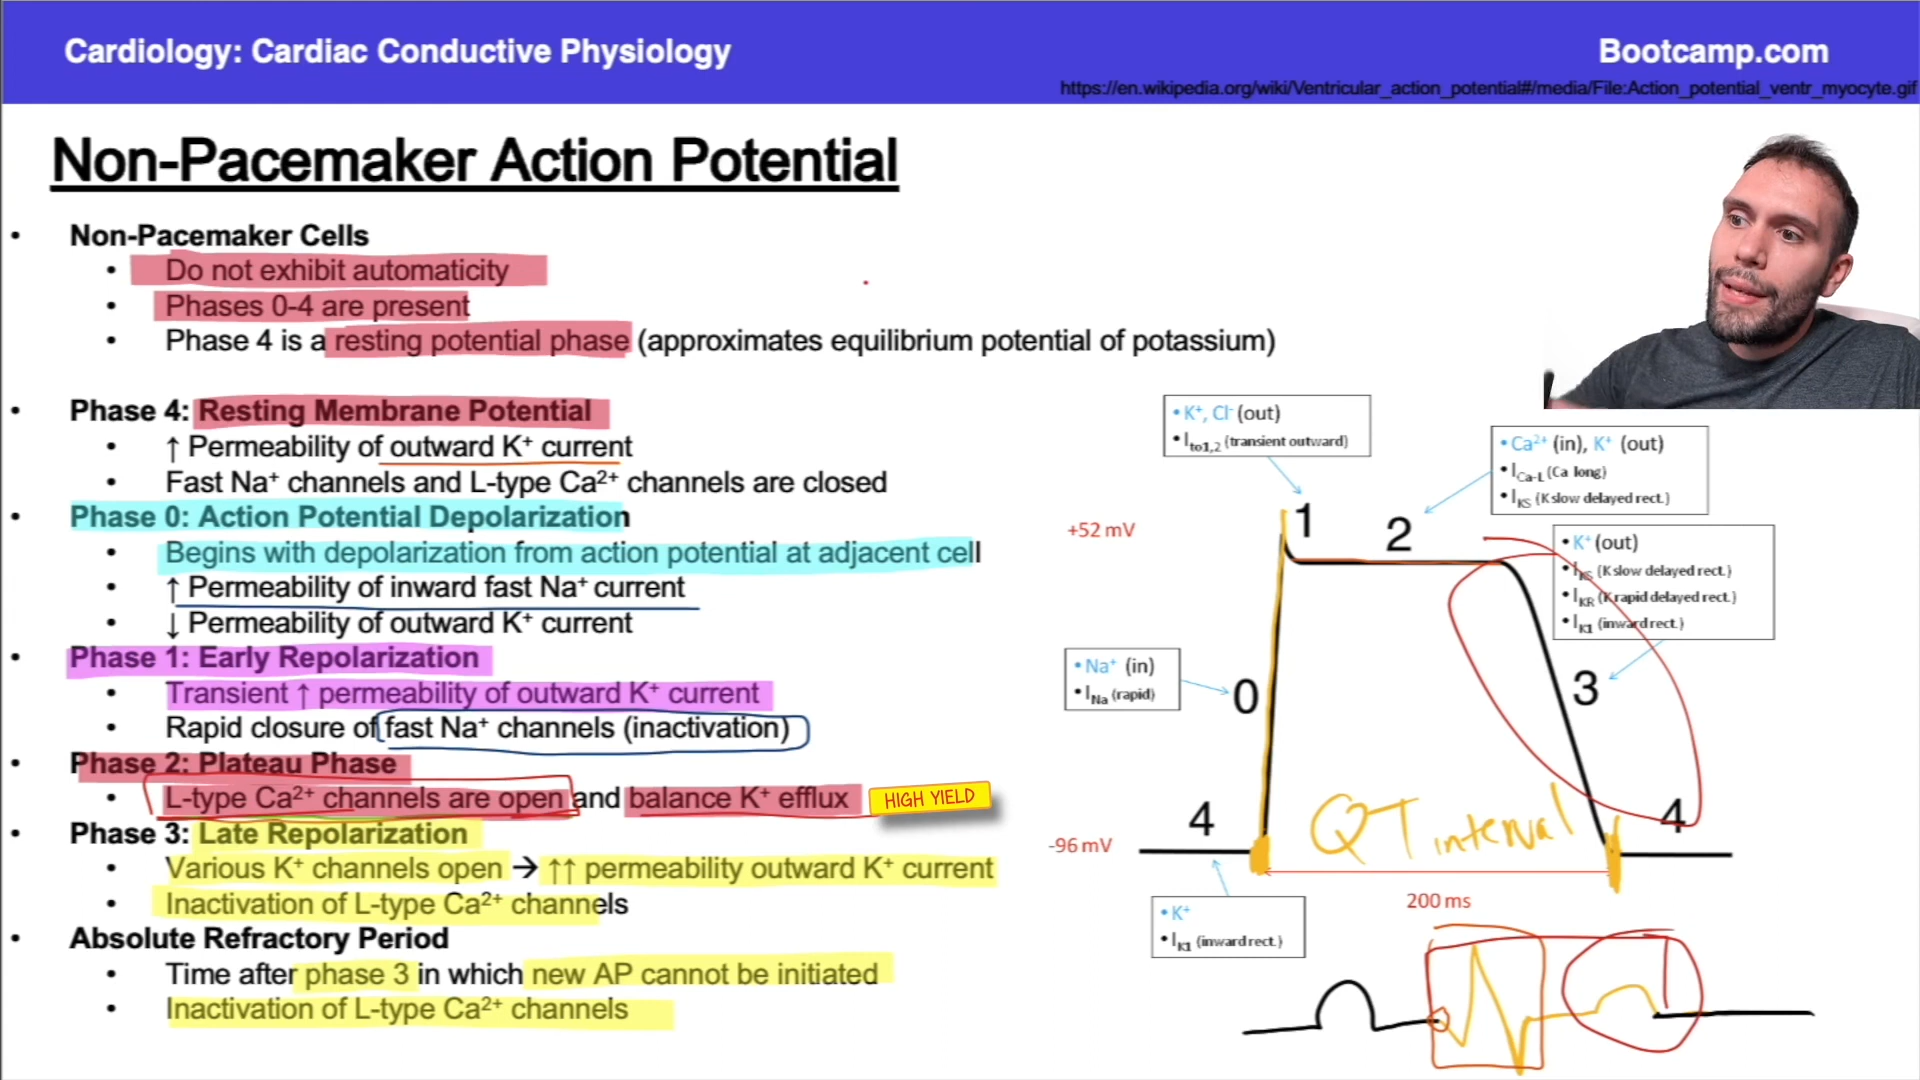 Cardiology: Cardiac Conductive Physiology
Bootcamp.com
https://en.wikipedia.org/wiki/Ventricular_action_potential#/media/File:Action_potential_ventr_myocyte.gif
Non-Pacemaker Action Potential
• Non-Pacemaker Cells
• Do not exhibit automaticity
• Phases 0-4 are present
• Phase 4 is a resting potential phase (approximates equilibrium potential of potassium)
• Phase 4: Resting Membrane Potential
• ↑ Permeability of outward K⁺ current
• Fast Na⁺ channels and L-type Ca²⁺ channels are closed
• Phase 0: Action Potential Depolarization
• Begins with depolarization from action potential at adjacent cell
• ↑ Permeability of inward fast Na⁺ current
• ↓ Permeability of outward K⁺ current
• Phase 1: Early Repolarization
• Transient ↑ permeability of outward K⁺ current
• Rapid closure of fast Na⁺ channels (inactivation)
• Phase 2: Plateau Phase
• L-type Ca²⁺ channels are open and balance K⁺ efflux
HIGH YIELD
• Phase 3: Late Repolarization
• Various K⁺ channels open → ↑↑ permeability outward K⁺ current
• Inactivation of L-type Ca²⁺ channels
• Absolute Refractory Period
• Time after phase 3 in which new AP cannot be initiated
• Inactivation of L-type Ca²⁺ channels
• K⁺, Cl⁻ (out)
• Ito1,2 (transient outward)
• Ca²⁺ (in), K⁺ (out)
• ICa-L (Ca long)
• IKS (K slow delayed rect.)
+52 mV
1
2
• K⁺ (out)
• IKS (K slow delayed rect.)
• IKR (K rapid delayed rect.)
• IK1 (inward rect.)
• Na⁺ (in)
• INa (rapid)
0
3
4
QT interval
4
-96 mV
200 ms
• K⁺
• IK1 (inward rect.)